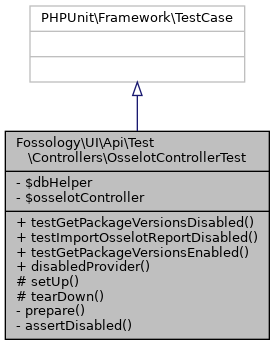 PHPUnit\Framework\TestCase
Fossology\UI\Api\Test
\Controllers\OsselotControllerTest
- $dbHelper
- $osselotController
+ testGetPackageVersionsDisabled()
+ testImportOsselotReportDisabled()
+ testGetPackageVersionsEnabled()
+ disabledProvider()
# setUp()
# tearDown()
- prepare()
- assertDisabled()